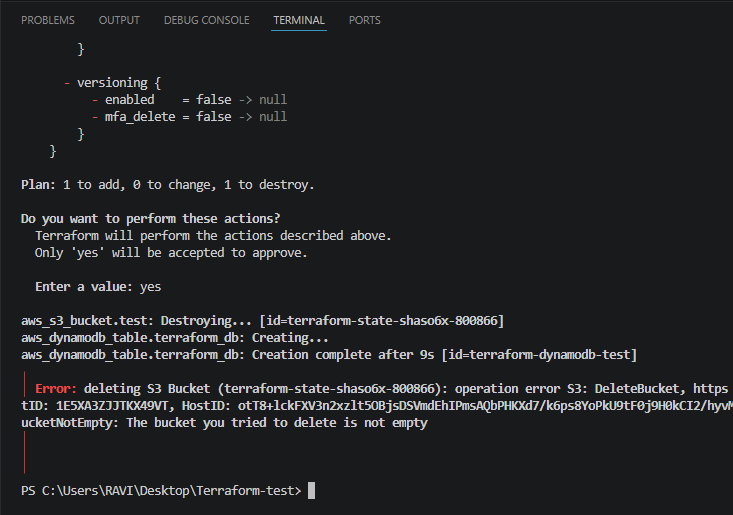 PROBLEMS OUTPUT DEBUG CONSOLE TERMINAL PORTS
}
- versioning {
- enabled = false -> null
- mfa_delete = false -> null
}
}
Plan: 1 to add, 0 to change, 1 to destroy.
Do you want to perform these actions?
Terraform will perform the actions described above.
Only 'yes' will be accepted to approve.
Enter a value: yes
aws_s3_bucket.test: Destroying... [id=terraform-state-shaso6x-800866]
aws_dynamodb_table.terraform_db: Creating...
aws_dynamodb_table.terraform_db: Creation complete after 9s [id=terraform-dynamodb-test]
Error: deleting S3 Bucket (terraform-state-shaso6x-800866): operation error S3: DeleteBucket, https
tID: 1E5XA3ZJJTKX49VT, HostID: otT8+lckFXV3n2xzlt5OBjsDSVmdEhIPmsAQbPHKXd7/k6ps8YoPkU9tF0j9H0kCI2/hyvM
ucketNotEmpty: The bucket you tried to delete is not empty
PS C:\Users\RAVI\Desktop\Terraform-test>